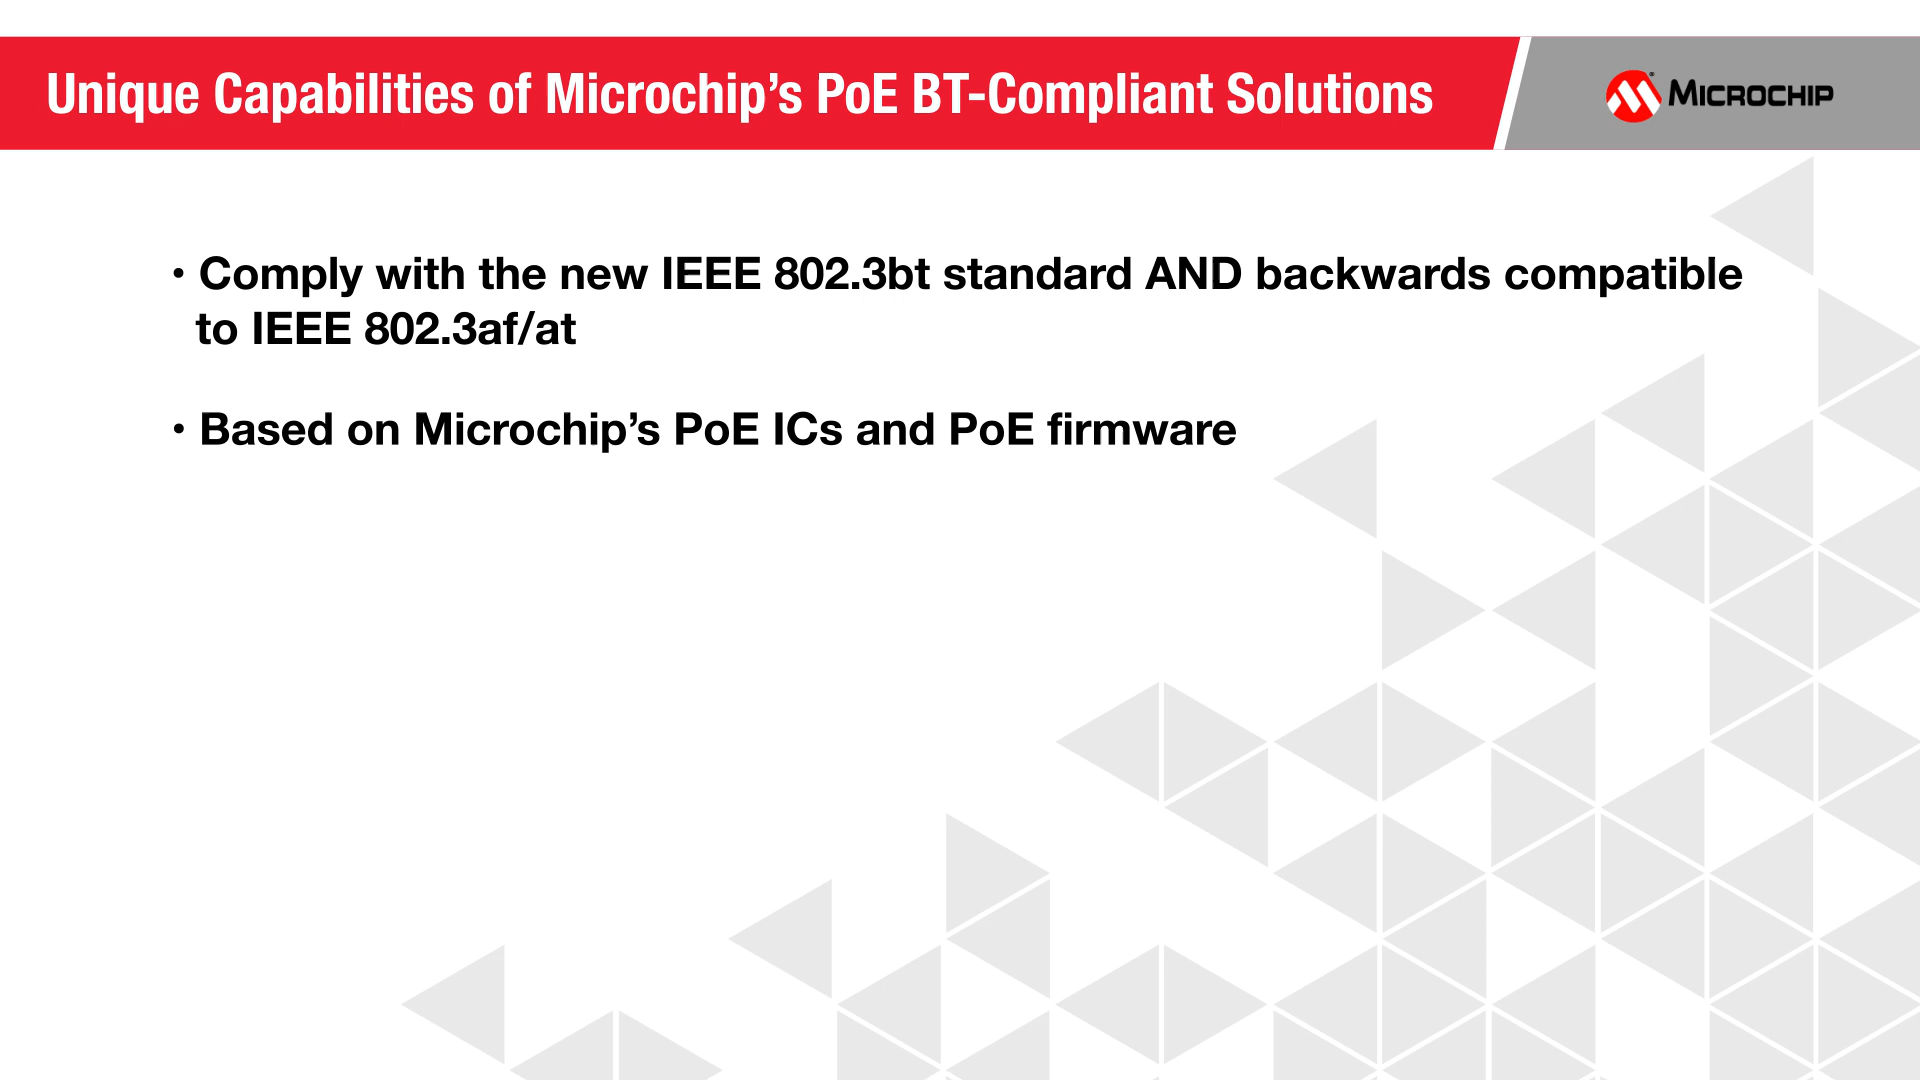 Unique Capabilities of Microchip’s PoE BT-Compliant Solutions
MICROCHIP
• Comply with the new IEEE 802.3bt standard AND backwards compatible
to IEEE 802.3af/at
• Based on Microchip’s PoE ICs and PoE firmware